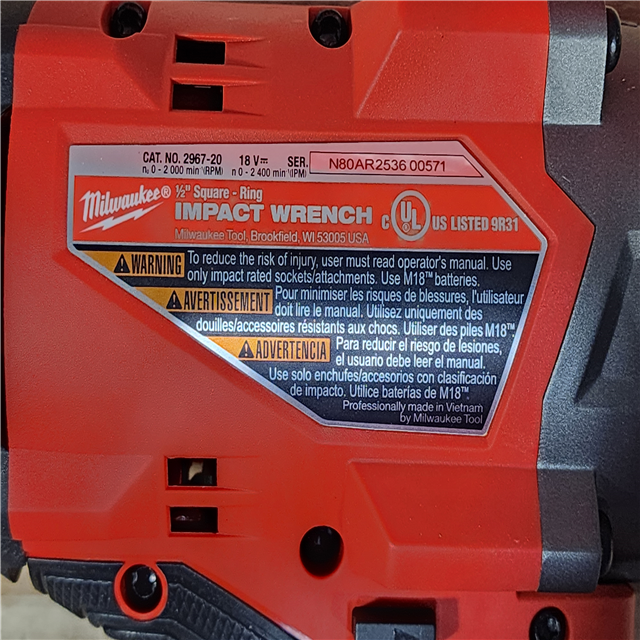 CAT. NO. 2967-20 18 V⎓ SER. N80AR2536 00571
n₀ 0 - 2 000 min⁻¹(RPM) n 0 - 2 400 min⁻¹(IPM)
Milwaukee® ½" Square - Ring
IMPACT WRENCH C UL US LISTED 9R31
Milwaukee Tool, Brookfield, WI 53005 USA
⚠WARNING To reduce the risk of injury, user must read operator's manual. Use
only impact rated sockets/attachments. Use M18™ batteries.
⚠AVERTISSEMENT Pour minimiser les risques de blessures, l'utilisateur
doit lire le manual. Utilisez uniquement des
douilles/accessoires résistants aux chocs. Utiliser des piles M18™.
⚠ADVERTENCIA Para reducir el riesgo de lesiones,
el usuario debe leer el manual.
Use solo enchufes/accesorios con clasificación
de impacto. Utilice baterías de M18™.
Professionally made in Vietnam
by Milwaukee Tool